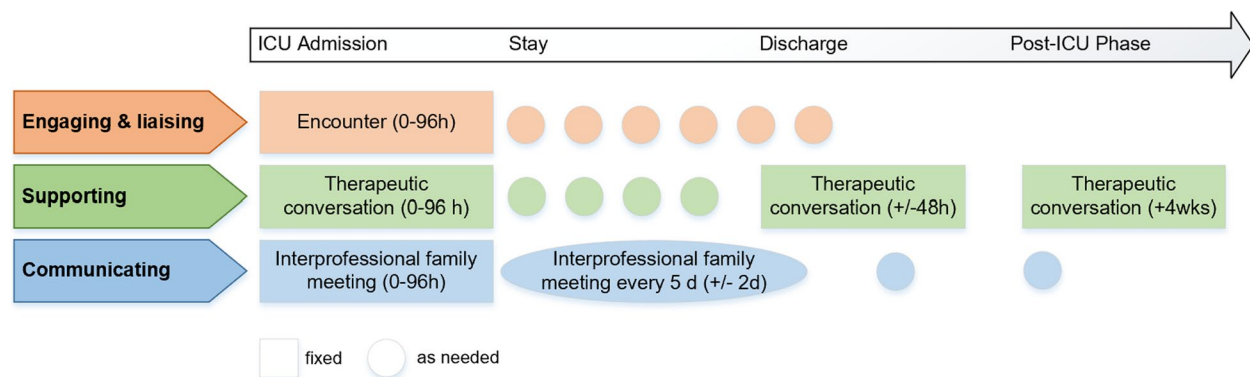 ICU Admission
Stay
Discharge
Post-ICU Phase
Engaging & liaising
Encounter (0-96h)
Supporting
Therapeutic
conversation (0-96 h)
Therapeutic
conversation (+/-48h)
Therapeutic
conversation (+4wks)
Communicating
Interprofessional family
meeting (0-96h)
Interprofessional family
meeting every 5 d (+/- 2d)
fixed
as needed